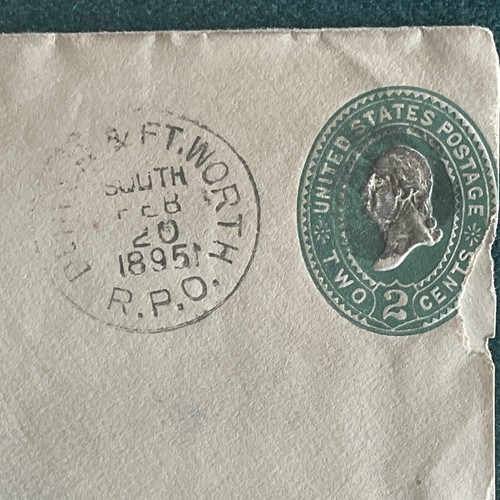 & FT. WORTH
SOUTH
FEB
20
1895
R.P.O.
UNITED STATES POSTAGE
TWO 2 CENTS